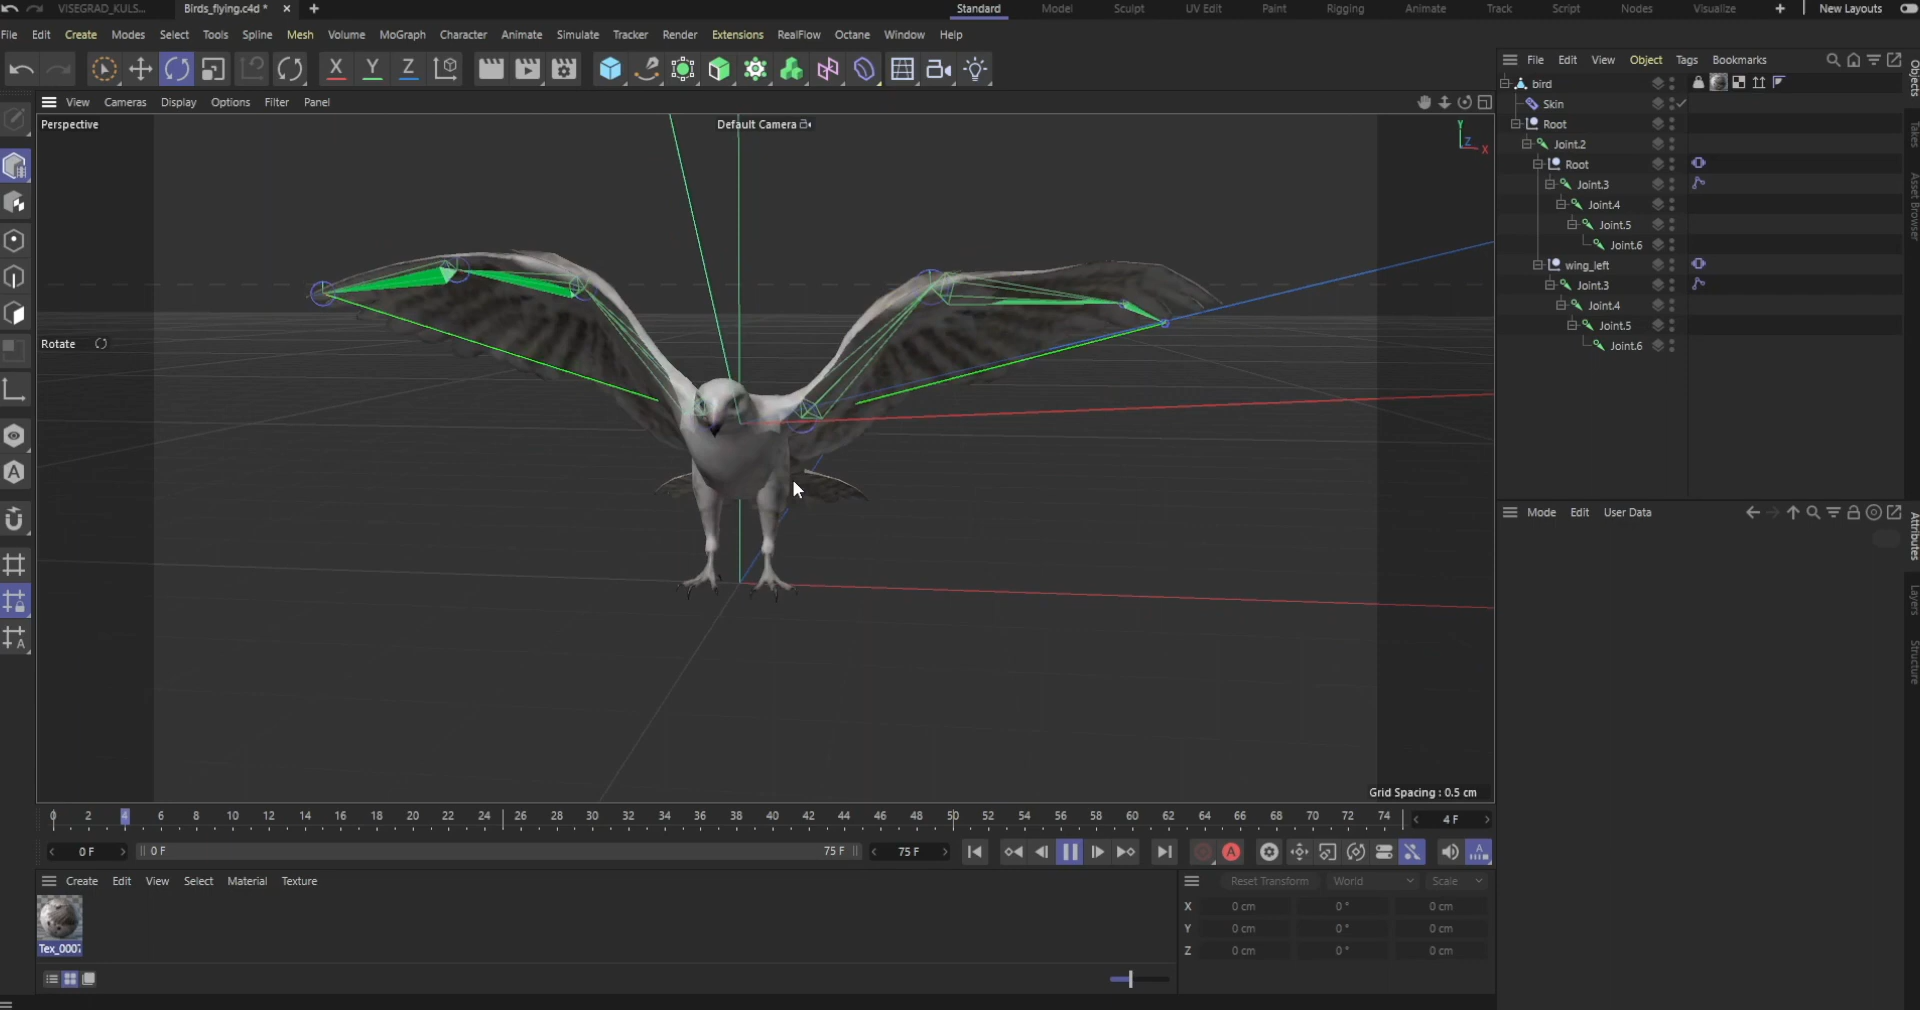 VISEGRAD_KULS...
Birds_flying.c4d *
Standard
Model
Sculpt
UV Edit
Paint
Rigging
Animate
Track
Script
Nodes
Visualize
New Layouts
File Edit Create Modes Select Tools Spline Mesh Volume MoGraph Character Animate Simulate Tracker Render Extensions RealFlow Octane Window Help
X Y Z
View Cameras Display Options Filter Panel
Perspective
Default Camera
Y
Z
X
Rotate
Grid Spacing : 0.5 cm
File Edit View Object Tags Bookmarks
bird
Skin
Root
Joint.2
Root
Joint.3
Joint.4
Joint.5
Joint.6
wing_left
Joint.3
Joint.4
Joint.5
Joint.6
Objects
Takes
Asset Browser
Mode Edit User Data
Attributes
Layers
Structure
0 2 4 6 8 10 12 14 16 18 20 22 24 26 28 30 32 34 36 38 40 42 44 46 48 50 52 54 56 58 60 62 64 66 68 70 72 74
4 F
0 F
0 F
75 F
75 F
A
A
Create Edit View Select Material Texture
Tex_0007
Reset Transform
World
Scale
X 0 cm 0 ° 0 cm
Y 0 cm 0 ° 0 cm
Z 0 cm 0 ° 0 cm